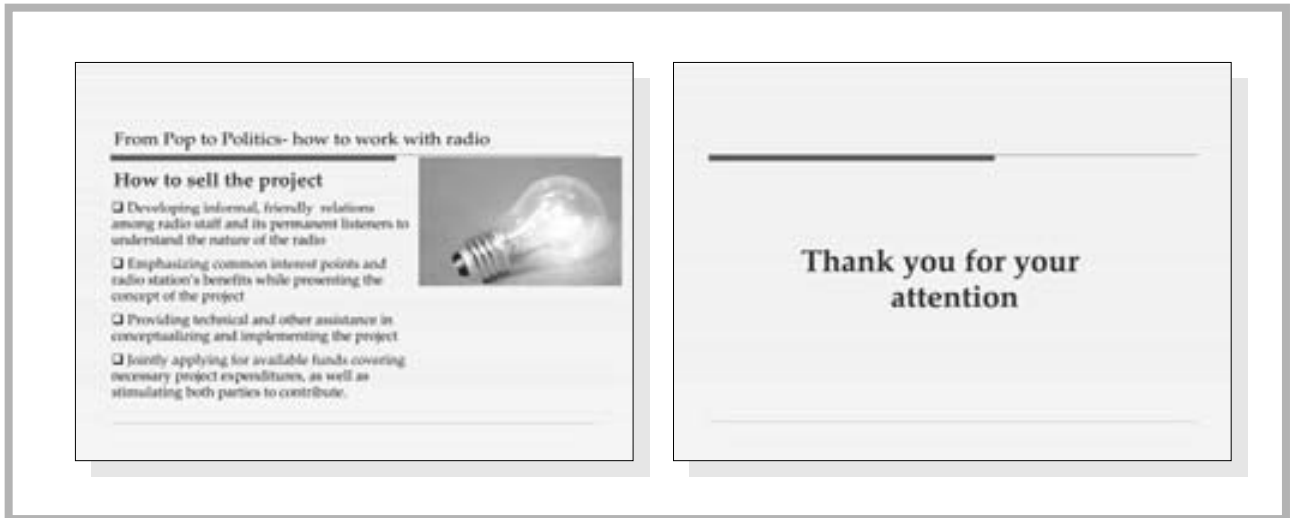 From Pop to Politics- how to work with radio
How to sell the project
❑ Developing informal, friendly relations
among radio staff and its permanent listeners to
understand the nature of the radio
❑ Emphasizing common interest points and
radio station's benefits while presenting the
concept of the project
❑ Providing technical and other assistance in
conceptualizing and implementing the project
❑ Jointly applying for available funds covering
necessary project expenditures, as well as
stimulating both parties to contribute.
Thank you for your
attention